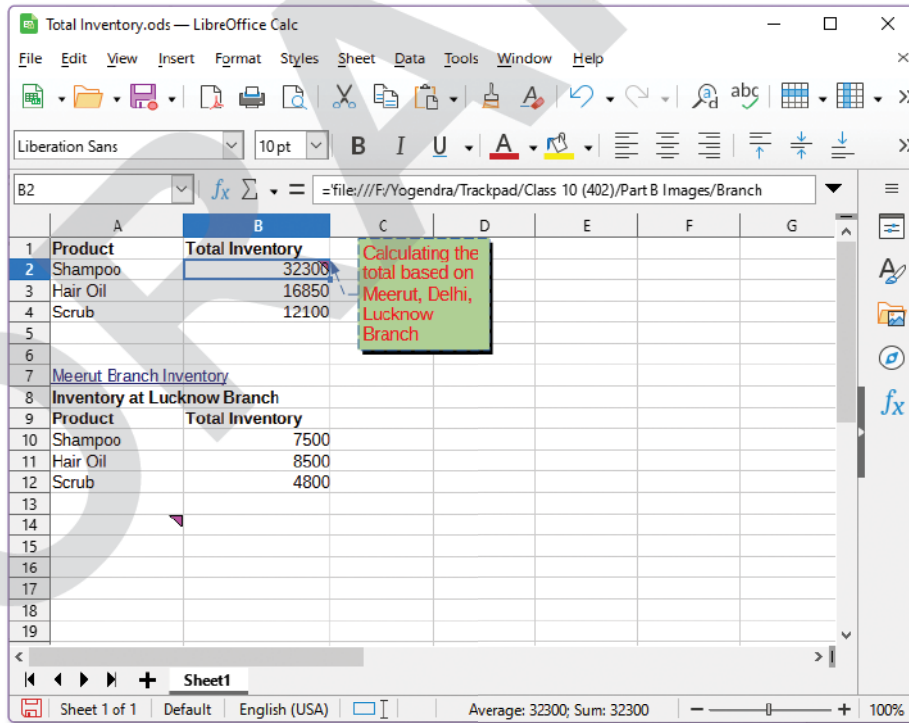 Total Inventory.ods — LibreOffice Calc
File Edit View Insert Format Styles Sheet Data Tools Window Help
Liberation Sans 10 pt B I U A
B2 fx Σ = ='file:///F:/Yogendra/Trackpad/Class 10 (402)/Part B Images/Branch
A B C D E F G
1 Product Total Inventory
2 Shampoo 32300
3 Hair Oil 16850
4 Scrub 12100
Calculating the
total based on
Meerut, Delhi,
Lucknow
Branch
5
6
7 Meerut Branch Inventory
8 Inventory at Lucknow Branch
9 Product Total Inventory
10 Shampoo 7500
11 Hair Oil 8500
12 Scrub 4800
13
14
15
16
17
18
19
Sheet1
Sheet 1 of 1 Default English (USA) Average: 32300; Sum: 32300 100%
DRAFT